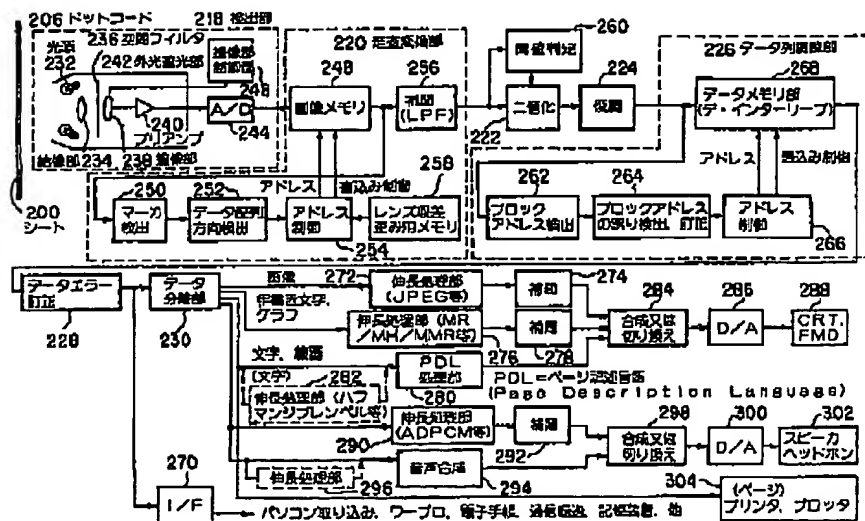 206 ドットコード
218 検出部
光源
232
236 空間フィルタ
242 外光遮光部
撮像部
制御部
243
240
プリアンプ
A/D
244
結像部 234
238 撮像部
200
シート
220 走査変換部
248
画像メモリ
256
補間
(LPF)
アドレス
書込み制御
258
250
マーカ
検出
252
データ配列
方向検出
アドレス
制御
254
レンズ収差
歪み用メモリ
260
閾値判定
222
二値化
224
復調
226 データ列調整部
268
データメモリ部
(デ・インターリーブ)
アドレス
書込み制御
262
ブロック
アドレス検出
264
ブロックアドレス
の誤り検出、訂正
アドレス
制御
266
データエラー
訂正
228
データ
分離部
230
画像
272
伸長処理部
(JPEG等)
274
補間
284
合成又は
切り換え
286
D/A
288
CRT,
FMD
手書き文字,
グラフ
伸長処理部 (MR
/MH/MMR等)
276
補間
278
文字, 線画
(文字)
282
伸長処理部 (ハフ
マンジブレンペル等)
PDL
処理部
280
PDL=ページ記述言語
(Page Description Language)
290
伸長処理部
(ADPCM等)
補間
292
298
合成又は
切り換え
300
D/A
302
スピーカ
ヘッドホン
伸長処理部
296
音声合成
294
304
(ページ)
プリンタ, プロッタ
270
I/F
パソコン取り込み, ワープロ, 電子手帳, 通信伝送, 記憶装置, 他